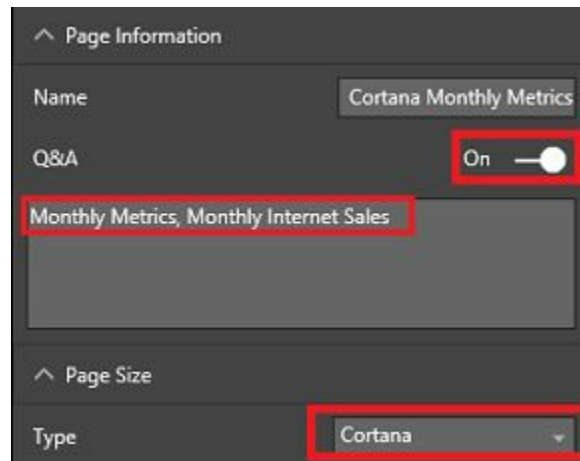 Page Information
Name Cortana Monthly Metrics
Q&A On
Monthly Metrics, Monthly Internet Sales
Page Size
Type Cortana